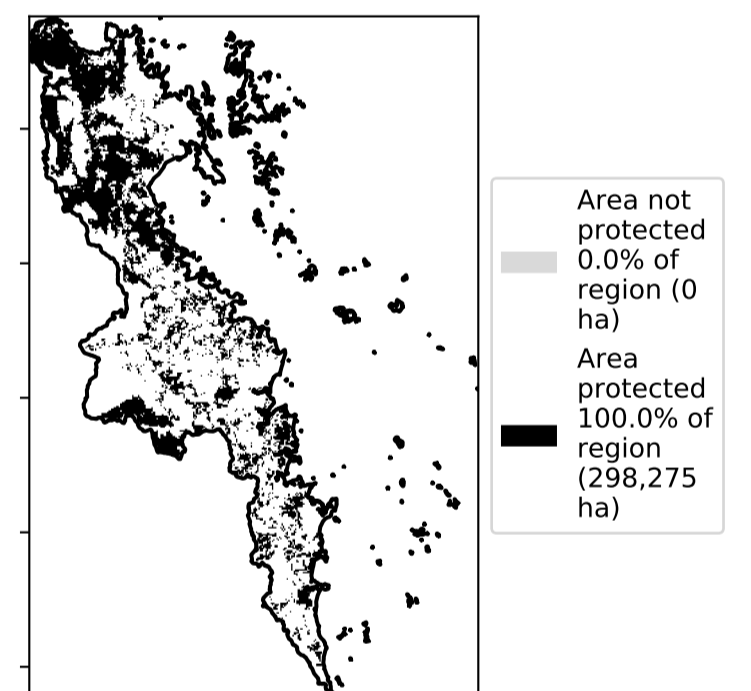 Area not
protected
0.0% of
region (0
ha)
Area
protected
100.0% of
region
(298,275
ha)